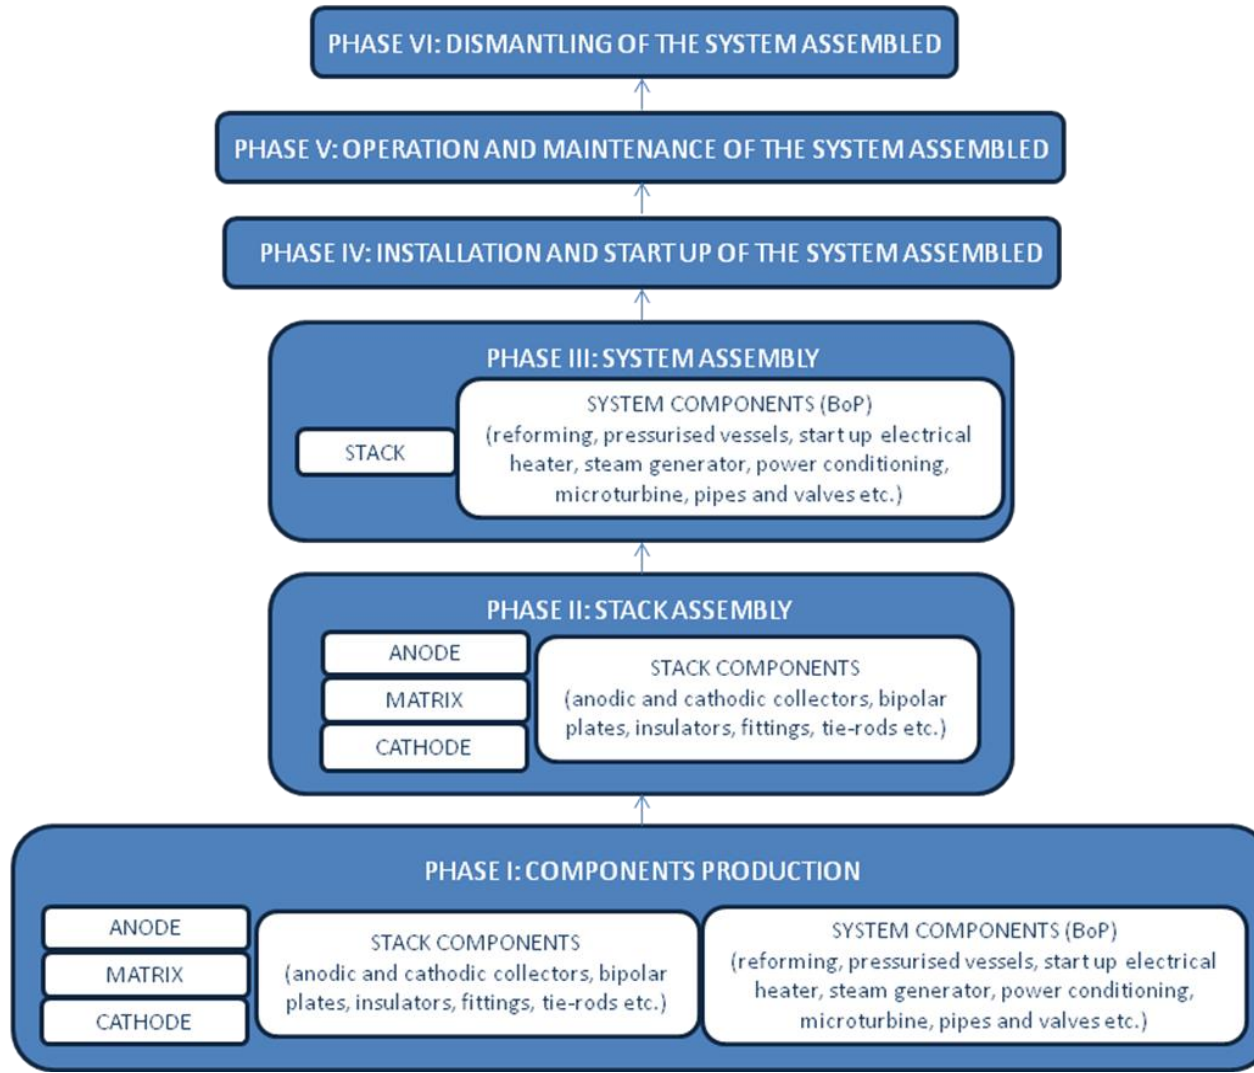 PHASE VI: DISMANTLING OF THE SYSTEM ASSEMBLED
PHASE V: OPERATION AND MAINTENANCE OF THE SYSTEM ASSEMBLED
PHASE IV: INSTALLATION AND START UP OF THE SYSTEM ASSEMBLED
PHASE III: SYSTEM ASSEMBLY
STACK
SYSTEM COMPONENTS (BoP)
(reforming, pressurised vessels, start up electrical
heater, steam generator, power conditioning,
microturbine, pipes and valves etc.)
PHASE II: STACK ASSEMBLY
ANODE
MATRIX
CATHODE
STACK COMPONENTS
(anodic and cathodic collectors, bipolar
plates, insulators, fittings, tie-rods etc.)
PHASE I: COMPONENTS PRODUCTION
ANODE
MATRIX
CATHODE
STACK COMPONENTS
(anodic and cathodic collectors, bipolar
plates, insulators, fittings, tie-rods etc.)
SYSTEM COMPONENTS (BoP)
(reforming, pressurised vessels, start up electrical
heater, steam generator, power conditioning,
microturbine, pipes and valves etc.)